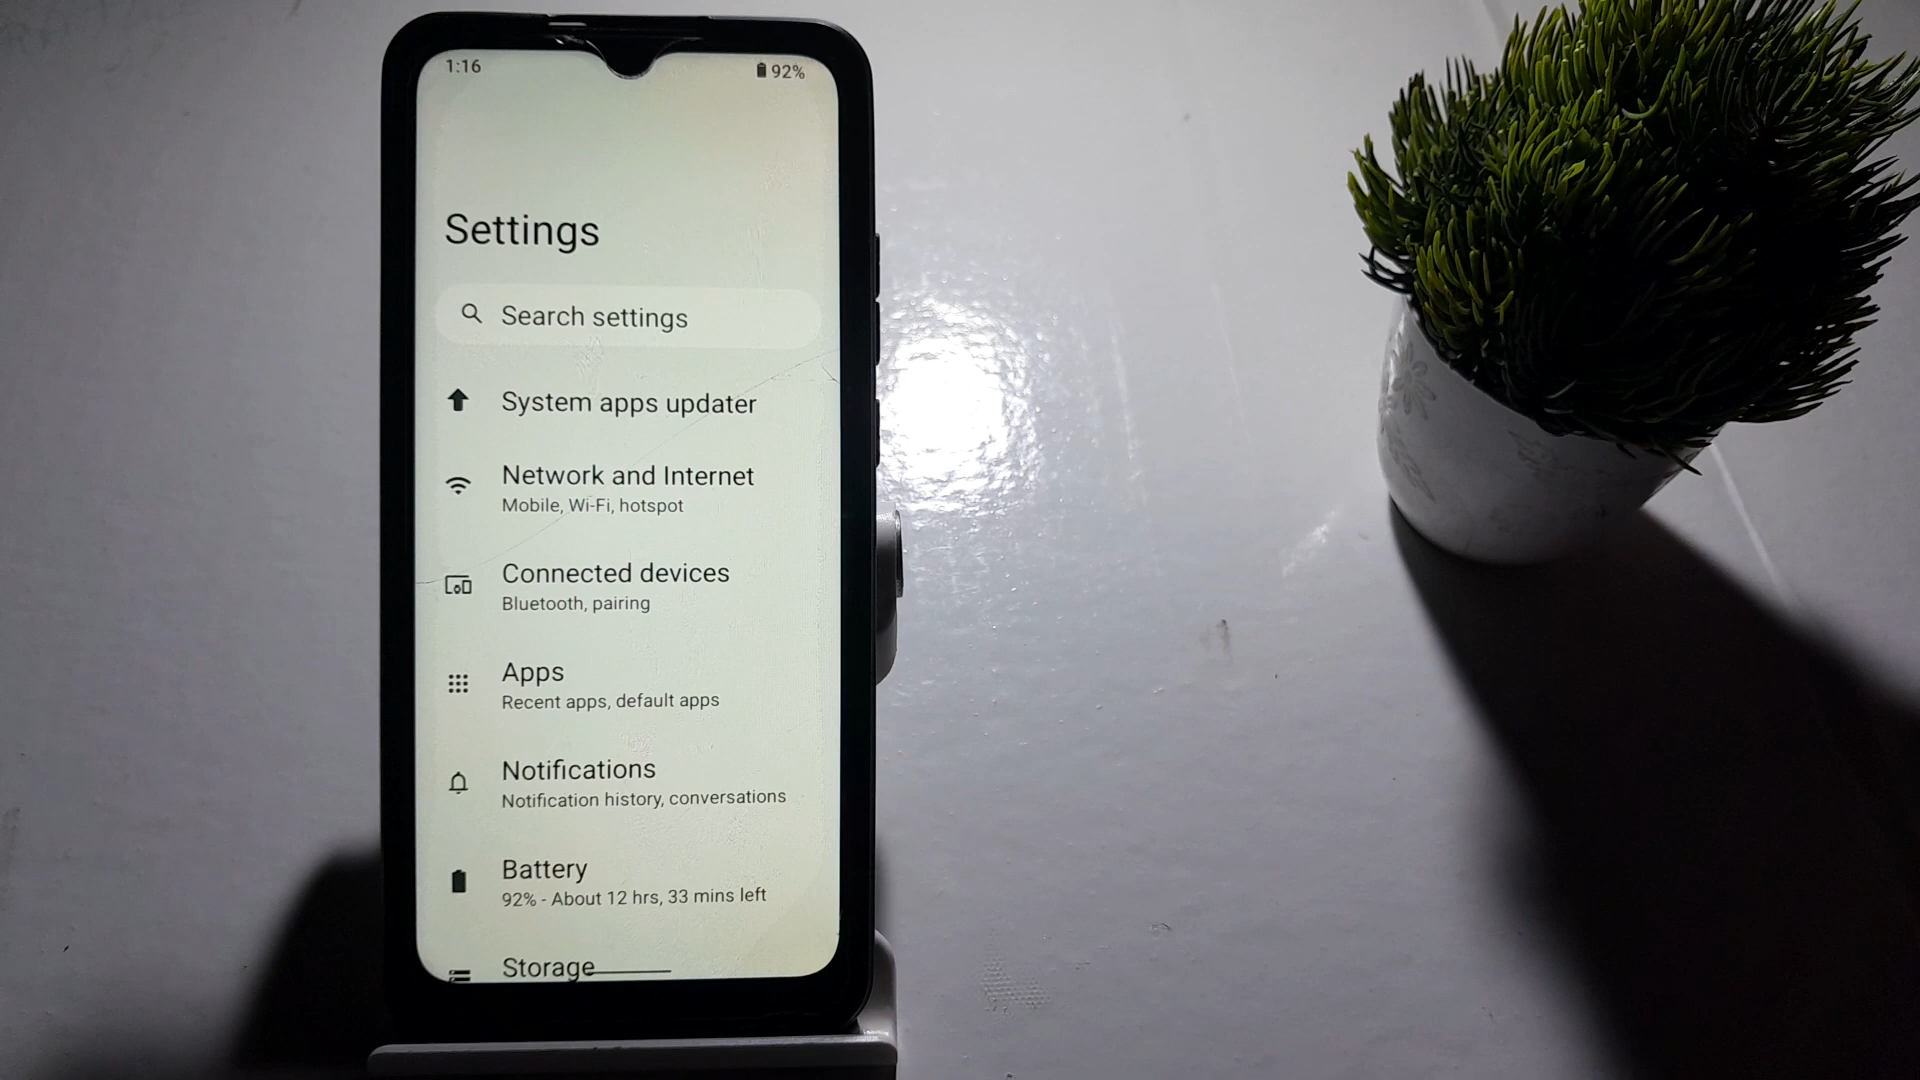 1:16
92%
Settings
Search settings
System apps updater
Network and Internet
Mobile, Wi-Fi, hotspot
Connected devices
Bluetooth, pairing
Apps
Recent apps, default apps
Notifications
Notification history, conversations
Battery
92% - About 12 hrs, 33 mins left
Storage